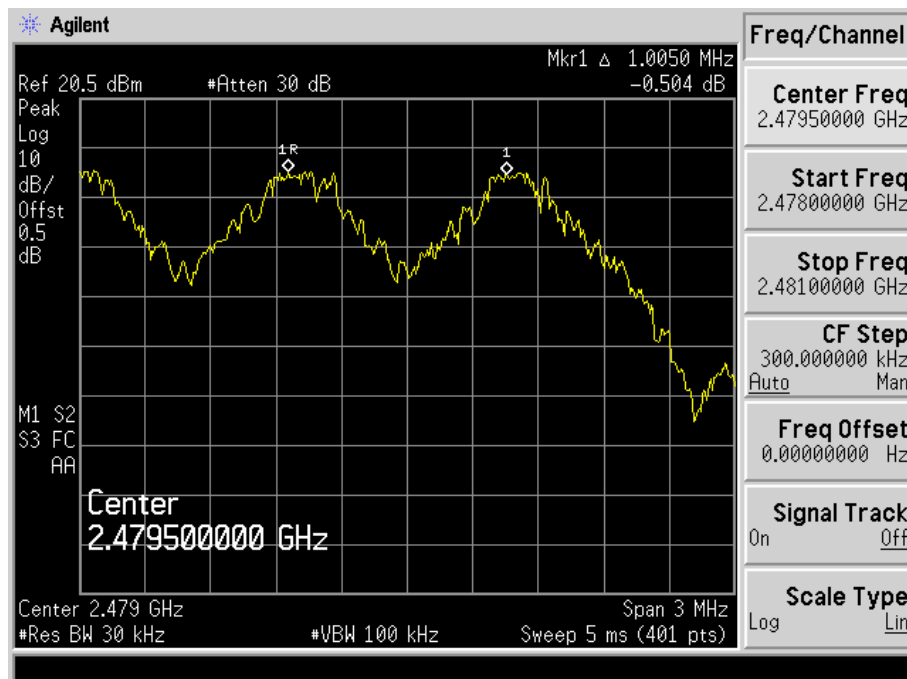 Agilent
Freq/Channel
Mkr1 Δ 1.0050 MHz
Ref 20.5 dBm #Atten 30 dB -0.504 dB
Peak
Log
10
dB/
Offst
0.5
dB
1R
1
Center Freq
2.47950000 GHz
Start Freq
2.47800000 GHz
Stop Freq
2.48100000 GHz
CF Step
300.000000 kHz
Auto Man
Freq Offset
0.00000000 Hz
Signal Track
On Off
Scale Type
Log Lin
M1 S2
S3 FC
AA
Center
2.479500000 GHz
Center 2.479 GHz Span 3 MHz
#Res BW 30 kHz #VBW 100 kHz Sweep 5 ms (401 pts)